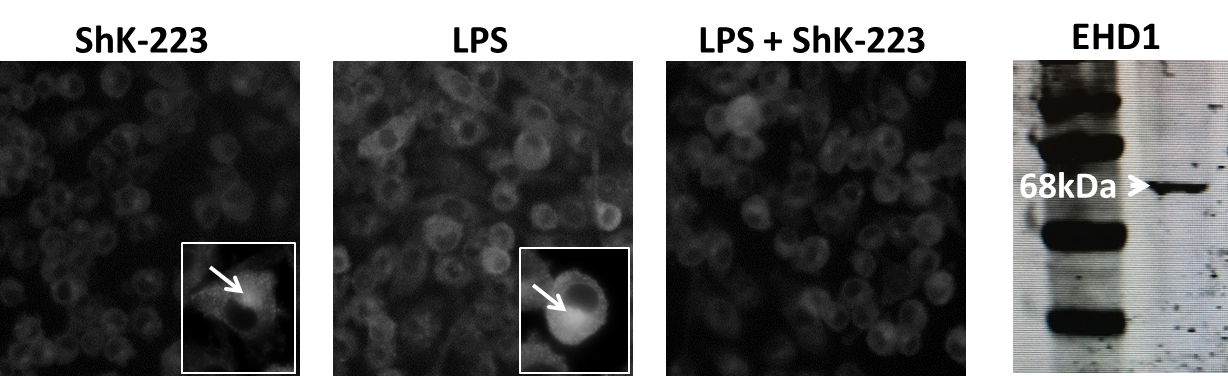 ShK-223
LPS
LPS + ShK-223
EHD1
68kDa